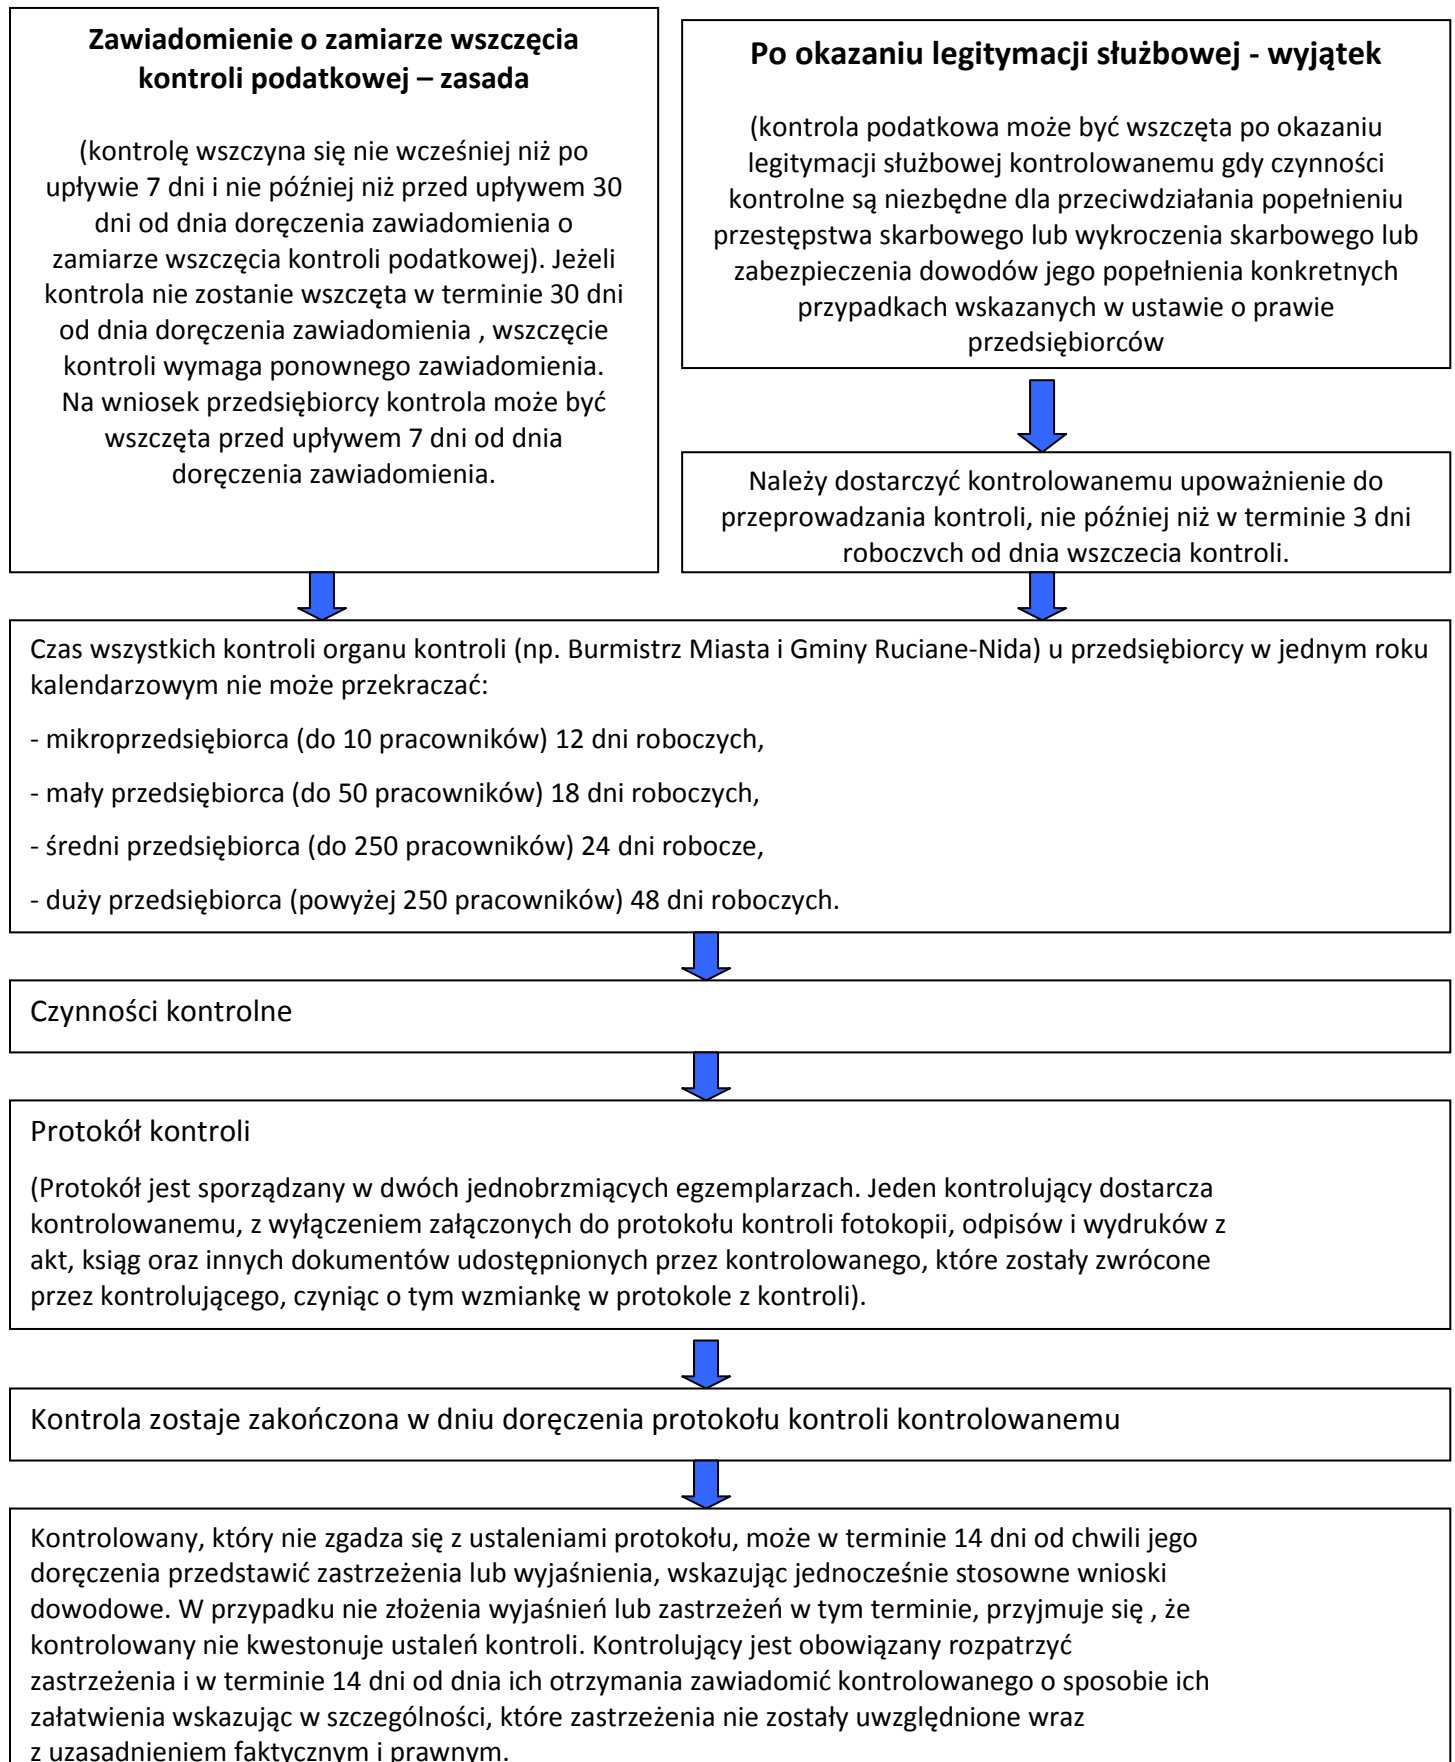 Zawiadomienie o zamiarze wszczęcia
kontroli podatkowej – zasada
(kontrolę wszczyna się nie wcześniej niż po
upływie 7 dni i nie później niż przed upływem 30
dni od dnia doręczenia zawiadomienia o
zamiarze wszczęcia kontroli podatkowej). Jeżeli
kontrola nie zostanie wszczęta w terminie 30 dni
od dnia doręczenia zawiadomienia , wszczęcie
kontroli wymaga ponownego zawiadomienia.
Na wniosek przedsiębiorcy kontrola może być
wszczęta przed upływem 7 dni od dnia
doręczenia zawiadomienia.
Po okazaniu legitymacji służbowej - wyjątek
(kontrola podatkowa może być wszczęta po okazaniu
legitymacji służbowej kontrolowanemu gdy czynności
kontrolne są niezbędne dla przeciwdziałania popełnieniu
przestępstwa skarbowego lub wykroczenia skarbowego lub
zabezpieczenia dowodów jego popełnienia konkretnych
przypadkach wskazanych w ustawie o prawie
przedsiębiorców
Należy dostarczyć kontrolowanemu upoważnienie do
przeprowadzania kontroli, nie później niż w terminie 3 dni
roboczych od dnia wszczęcia kontroli.
Czas wszystkich kontroli organu kontroli (np. Burmistrz Miasta i Gminy Ruciane-Nida) u przedsiębiorcy w jednym roku
kalendarzowym nie może przekraczać:
- mikroprzedsiębiorca (do 10 pracowników) 12 dni roboczych,
- mały przedsiębiorca (do 50 pracowników) 18 dni roboczych,
- średni przedsiębiorca (do 250 pracowników) 24 dni robocze,
- duży przedsiębiorca (powyżej 250 pracowników) 48 dni roboczych.
Czynności kontrolne
Protokół kontroli
(Protokół jest sporządzany w dwóch jednobrzmiących egzemplarzach. Jeden kontrolujący dostarcza
kontrolowanemu, z wyłączeniem załączonych do protokołu kontroli fotokopii, odpisów i wydruków z
akt, ksiąg oraz innych dokumentów udostępnionych przez kontrolowanego, które zostały zwrócone
przez kontrolującego, czyniąc o tym wzmiankę w protokole z kontroli).
Kontrola zostaje zakończona w dniu doręczenia protokołu kontroli kontrolowanemu
Kontrolowany, który nie zgadza się z ustaleniami protokołu, może w terminie 14 dni od chwili jego
doręczenia przedstawić zastrzeżenia lub wyjaśnienia, wskazując jednocześnie stosowne wnioski
dowodowe. W przypadku nie złożenia wyjaśnień lub zastrzeżeń w tym terminie, przyjmuje się , że
kontrolowany nie kwestonuje ustaleń kontroli. Kontrolujący jest obowiązany rozpatrzyć
zastrzeżenia i w terminie 14 dni od dnia ich otrzymania zawiadomić kontrolowanego o sposobie ich
załatwienia wskazując w szczególności, które zastrzeżenia nie zostały uwzględnione wraz
z uzasadnieniem faktycznym i prawnym.